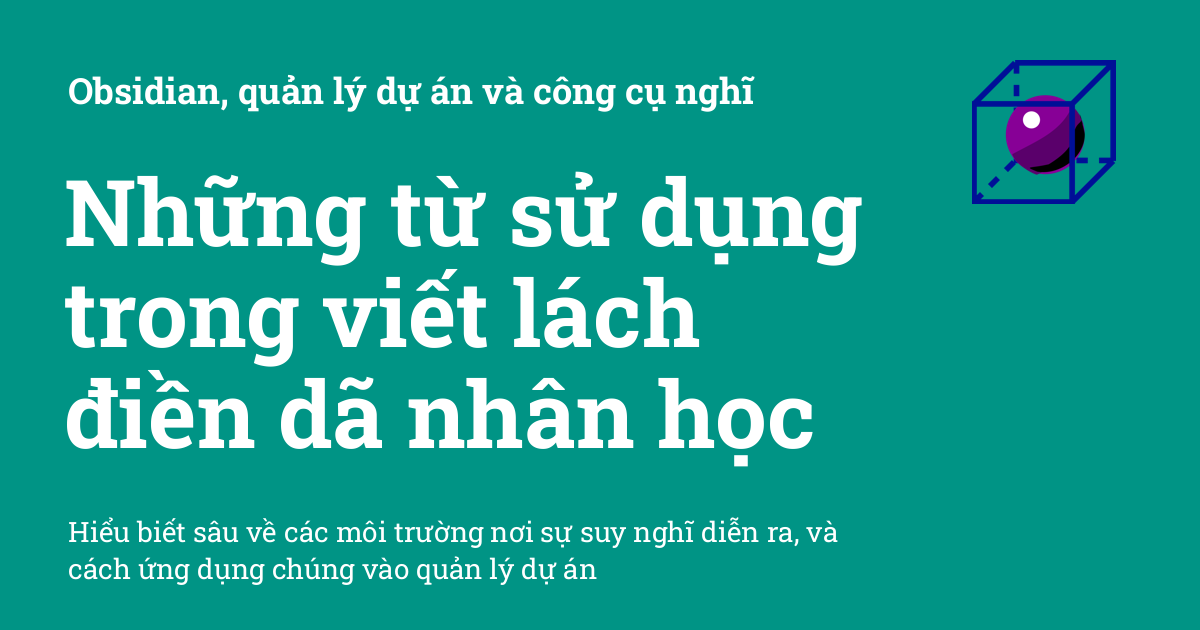 Obsidian, quản lý dự án và công cụ nghĩ
Những từ sử dụng
trong viết lách
điền dã nhân học
Hiểu biết sâu về các môi trường nơi sự suy nghĩ diễn ra, và
cách ứng dụng chúng vào quản lý dự án